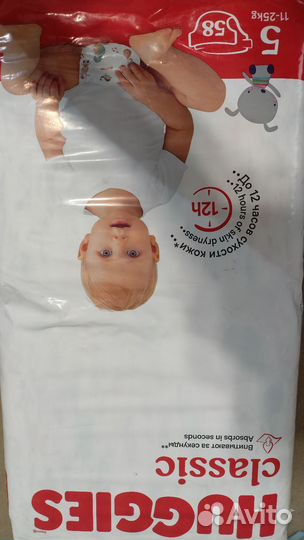 HUGGIES
classic
Впитывают за секунды**
Absorbs in seconds
До 12 часов сухости кожи*
12 hours of skin dryness
12h
58
5
11-25kg
Avito